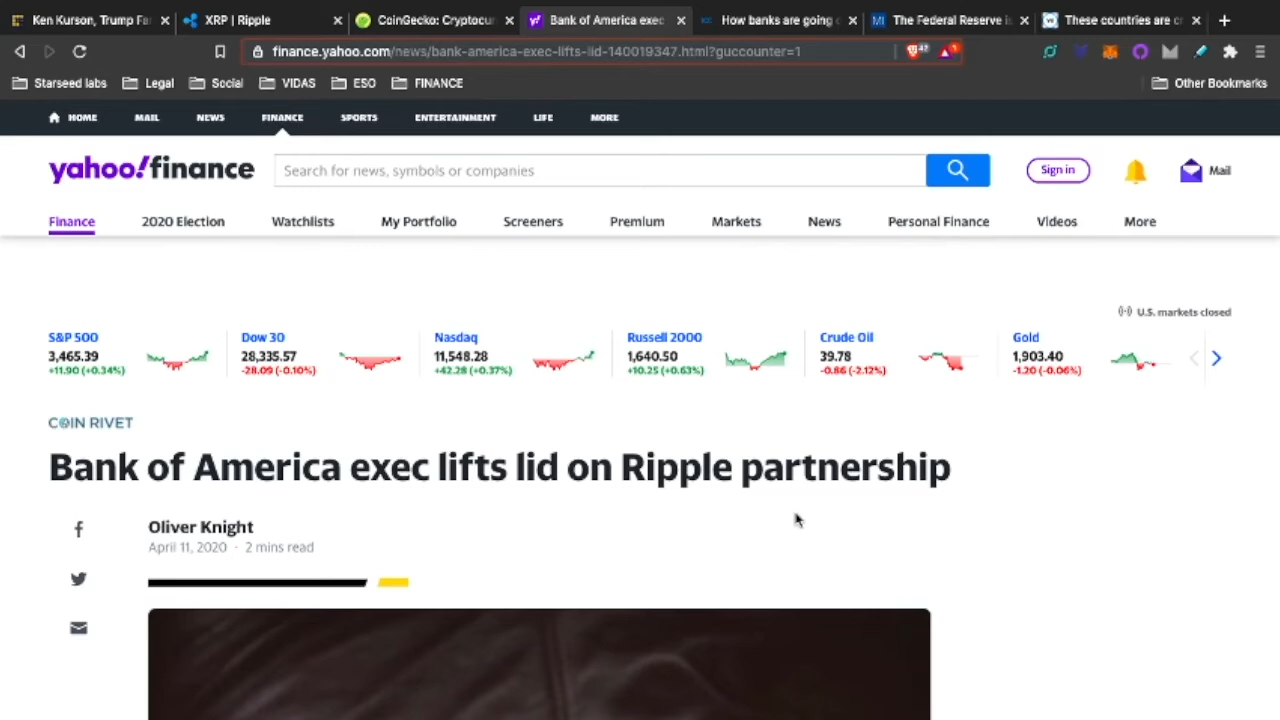 Ken Kurson, Trump Fa
XRP | Ripple
CoinGecko: Cryptocur
Bank of America exec
How banks are going
The Federal Reserve i
These countries are c
finance.yahoo.com/news/bank-america-exec-lifts-lid-140019347.html?guccounter=1
Starseed labs
Legal
Social
VIDAS
ESO
FINANCE
Other Bookmarks
HOME
MAIL
NEWS
FINANCE
SPORTS
ENTERTAINMENT
LIFE
MORE
yahoo!finance
Search for news, symbols or companies
Sign in
Mail
Finance
2020 Election
Watchlists
My Portfolio
Screeners
Premium
Markets
News
Personal Finance
Videos
More
U.S. markets closed
S&P 500
3,465.39
+11.90 (+0.34%)
Dow 30
28,335.57
-28.09 (-0.10%)
Nasdaq
11,548.28
+42.28 (+0.37%)
Russell 2000
1,640.50
+10.25 (+0.63%)
Crude Oil
39.78
-0.86 (-2.12%)
Gold
1,903.40
-1.20 (-0.06%)
COIN RIVET
Bank of America exec lifts lid on Ripple partnership
Oliver Knight
April 11, 2020 · 2 mins read